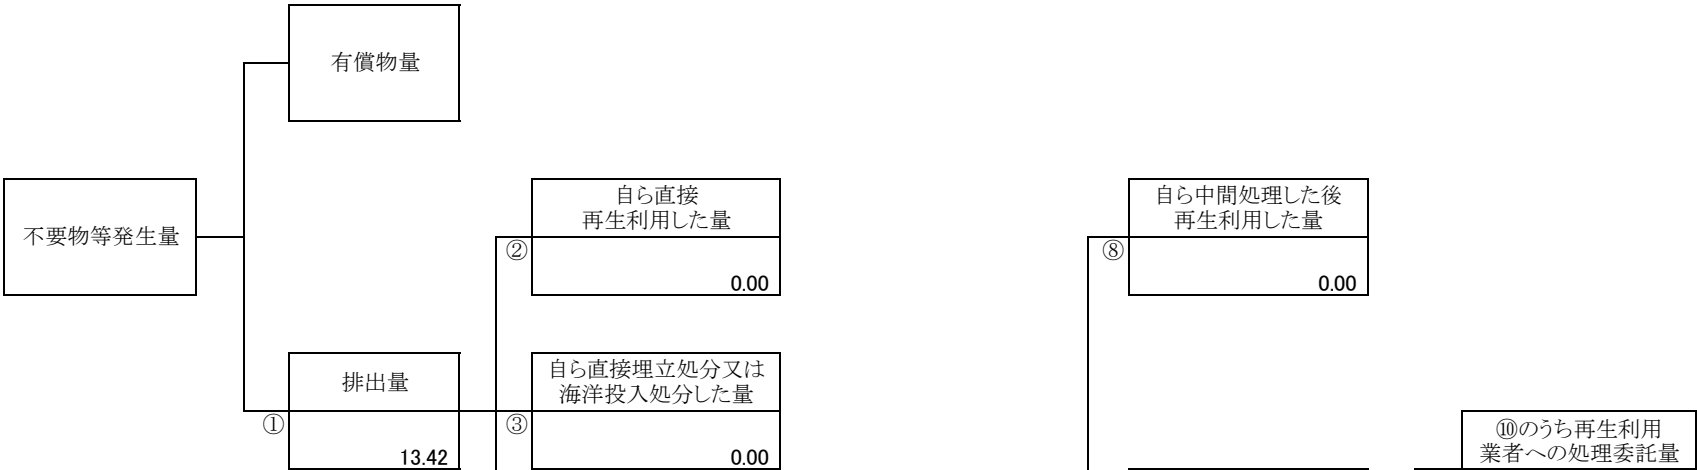 有償物量
不要物等発生量
自ら直接
再生利用した量
②
0.00
自ら中間処理した後
再生利用した量
⑧
0.00
排出量
①
13.42
自ら直接埋立処分又は
海洋投入処分した量
③
0.00
⑩のうち再生利用
業者への処理委託量